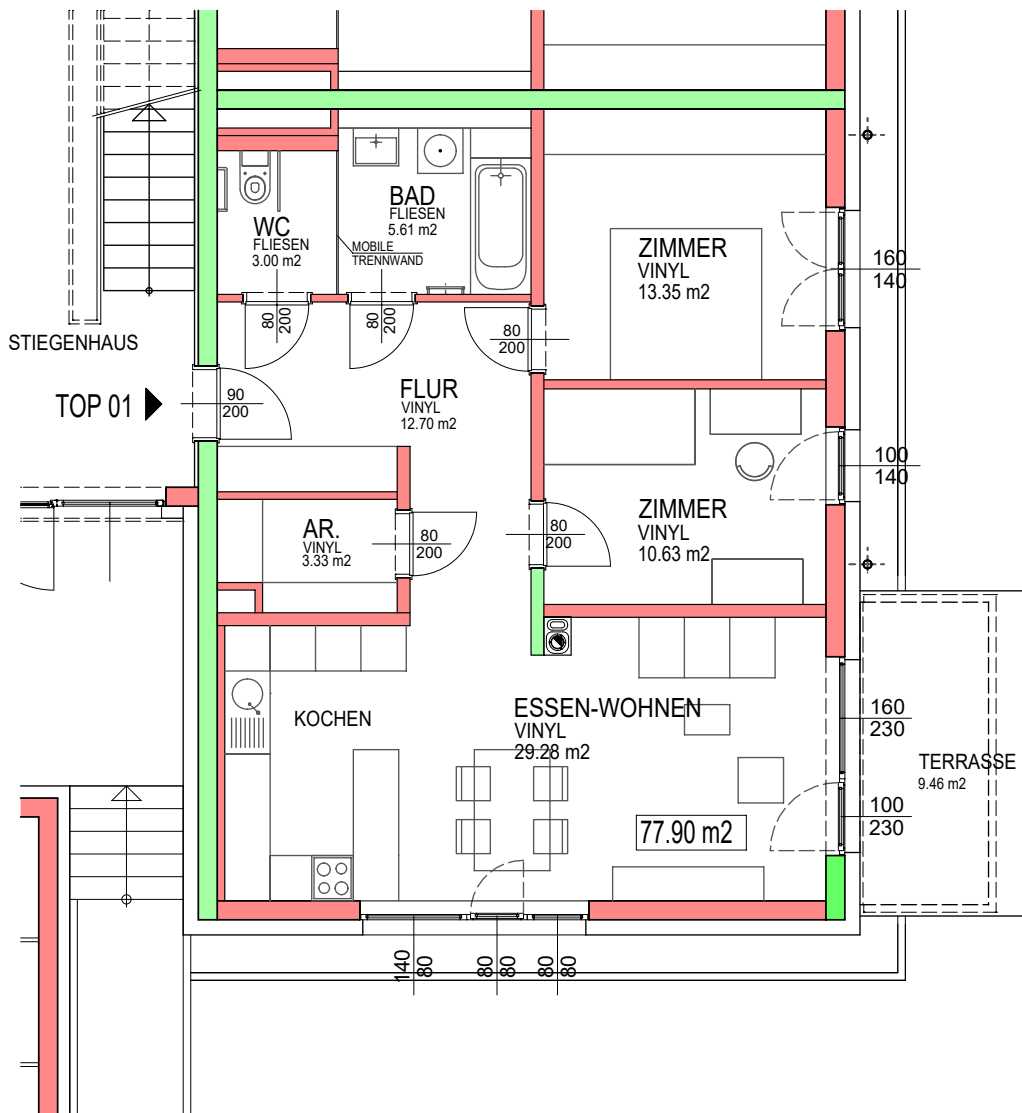 BAD
FLIESEN
5.61 m2
WC
FLIESEN
3.00 m2
MOBILE
TRENNWAND
ZIMMER
VINYL
13.35 m2
160
140
80
200
80
200
80
200
STIEGENHAUS
TOP 01
90
200
FLUR
VINYL
12.70 m2
100
140
ZIMMER
VINYL
10.63 m2
AR.
VINYL
3.33 m2
80
200
80
200
KOCHEN
ESSEN-WOHNEN
VINYL
29.28 m2
160
230
TERRASSE
9.46 m2
77.90 m2
100
230
140
80
80
80
80
80